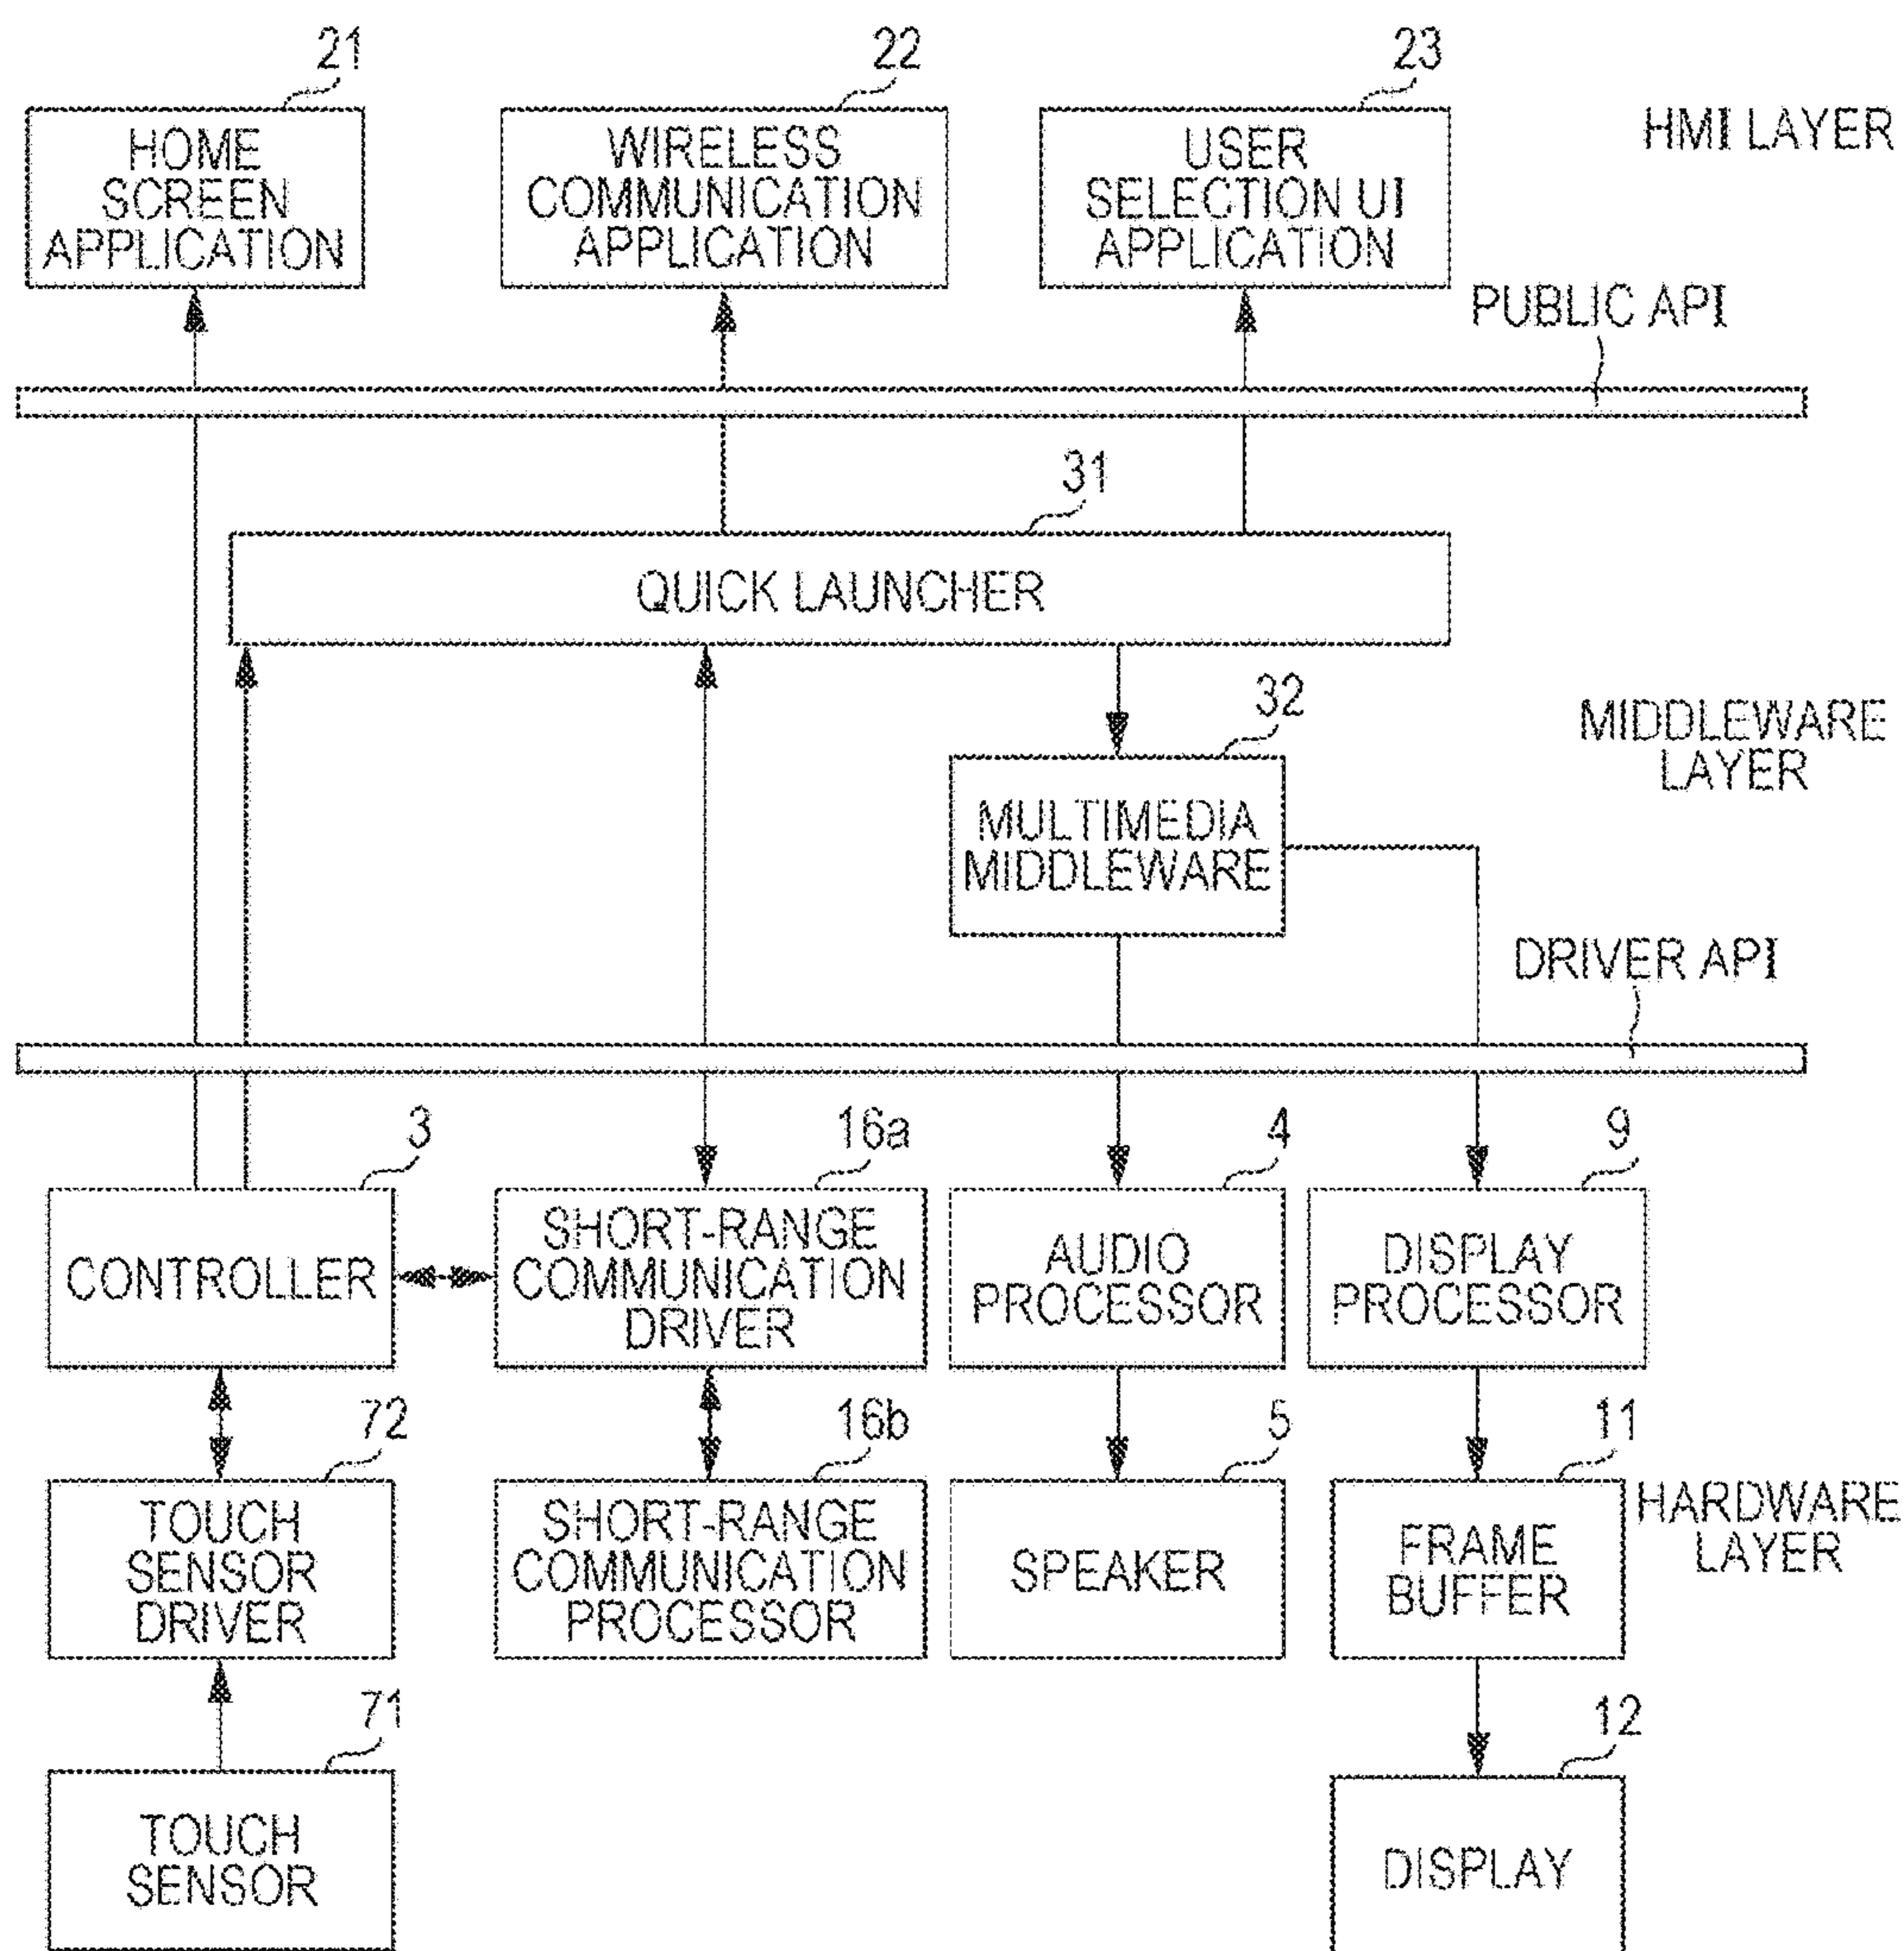 21
22
23
HOME
SCREEN
APPLICATION
WIRELESS
COMMUNICATION
APPLICATION
USER
SELECTION UI
APPLICATION
HMI LAYER
PUBLIC API
31
QUICK LAUNCHER
32
MULTIMEDIA
MIDDLEWARE
MIDDLEWARE
LAYER
DRIVER API
3
16a
4
9
CONTROLLER
SHORT-RANGE
COMMUNICATION
DRIVER
AUDIO
PROCESSOR
DISPLAY
PROCESSOR
72
16b
5
11
TOUCH
SENSOR
DRIVER
SHORT-RANGE
COMMUNICATION
PROCESSOR
SPEAKER
FRAME
BUFFER
HARDWARE
LAYER
71
12
TOUCH
SENSOR
DISPLAY